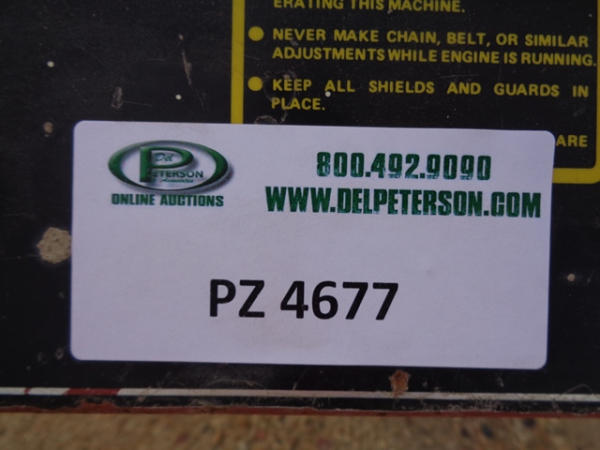 ERATING THIS MACHINE.
● NEVER MAKE CHAIN, BELT, OR SIMILAR
ADJUSTMENTS WHILE ENGINE IS RUNNING.
● KEEP ALL SHIELDS AND GUARDS IN
PLACE.
ARE
Del
PETERSON
& Associates
ONLINE AUCTIONS
800.492.9090
WWW.DELPETERSON.COM
PZ 4677